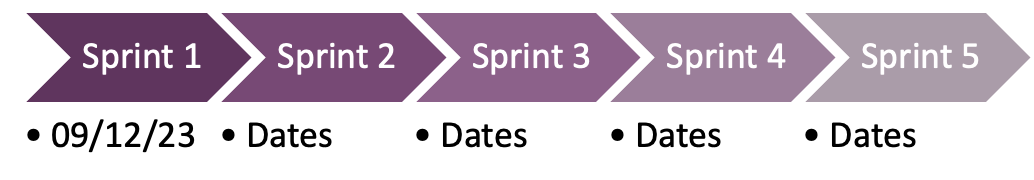 Sprint 1 Sprint 2 Sprint 3 Sprint 4 Sprint 5
• 09/12/23 • Dates • Dates • Dates • Dates